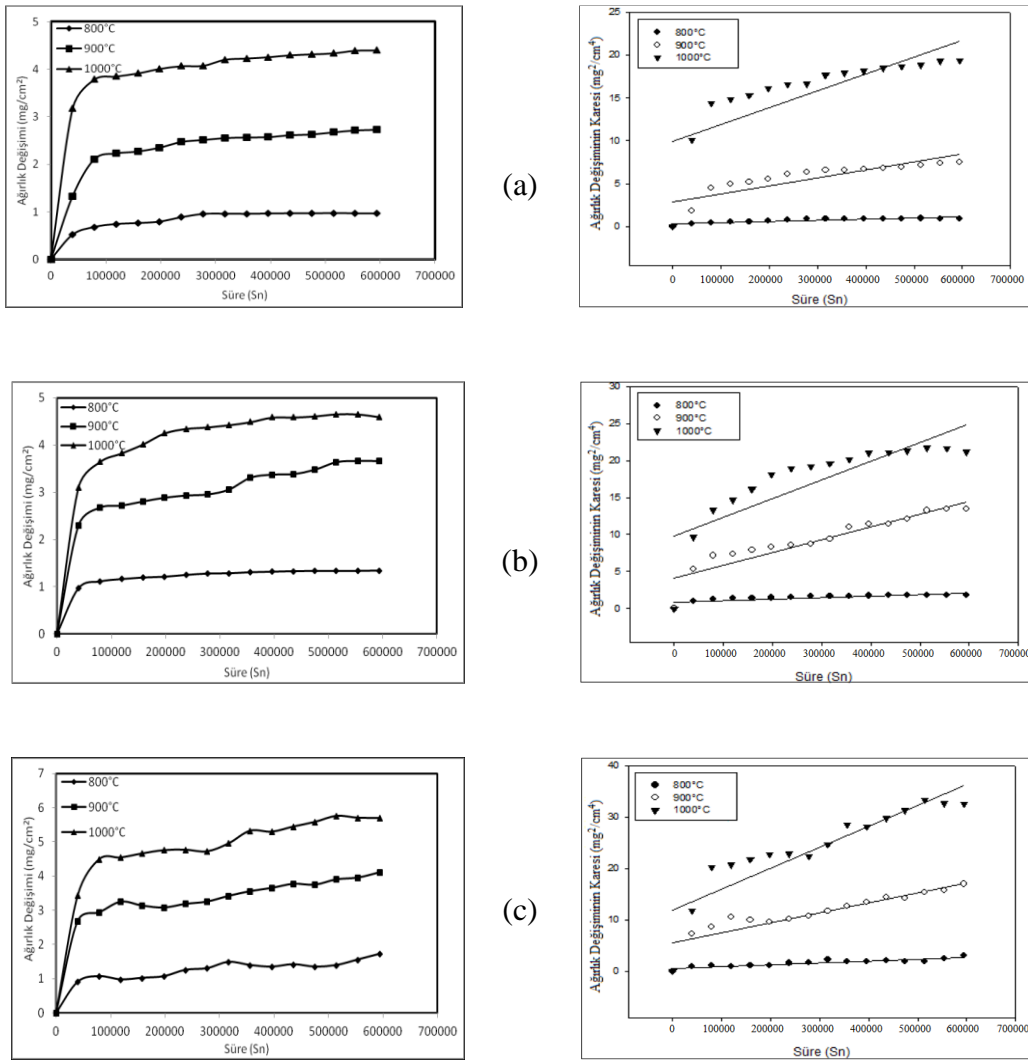 5
4
3
2
1
0
800°C
900°C
1000°C
Ağırlık Değişimi (mg/cm²)
0 100000 200000 300000 400000 500000 600000 700000
Süre (Sn)
(a)
25
20
15
10
5
0
800°C
900°C
1000°C
Ağırlık Değişiminin Karesi (mg²/cm⁴)
0 100000 200000 300000 400000 500000 600000 700000
Süre (Sn)
5
4
3
2
1
0
800°C
900°C
1000°C
Ağırlık Değişimi (mg/cm²)
0 100000 200000 300000 400000 500000 600000 700000
Süre (Sn)
(b)
30
25
20
15
10
5
0
800°C
900°C
1000°C
Ağırlık Değişiminin Karesi (mg²/cm⁴)
0 100000 200000 300000 400000 500000 600000 700000
Süre (Sn)
7
6
5
4
3
2
1
0
800°C
900°C
1000°C
Ağırlık Değişimi (mg/cm²)
0 100000 200000 300000 400000 500000 600000 700000
Süre (Sn)
(c)
40
30
20
10
0
800°C
900°C
1000°C
Ağırlık Değişiminin Karesi (mg²/cm⁴)
0 100000 200000 300000 400000 500000 600000 700000
Süre (Sn)